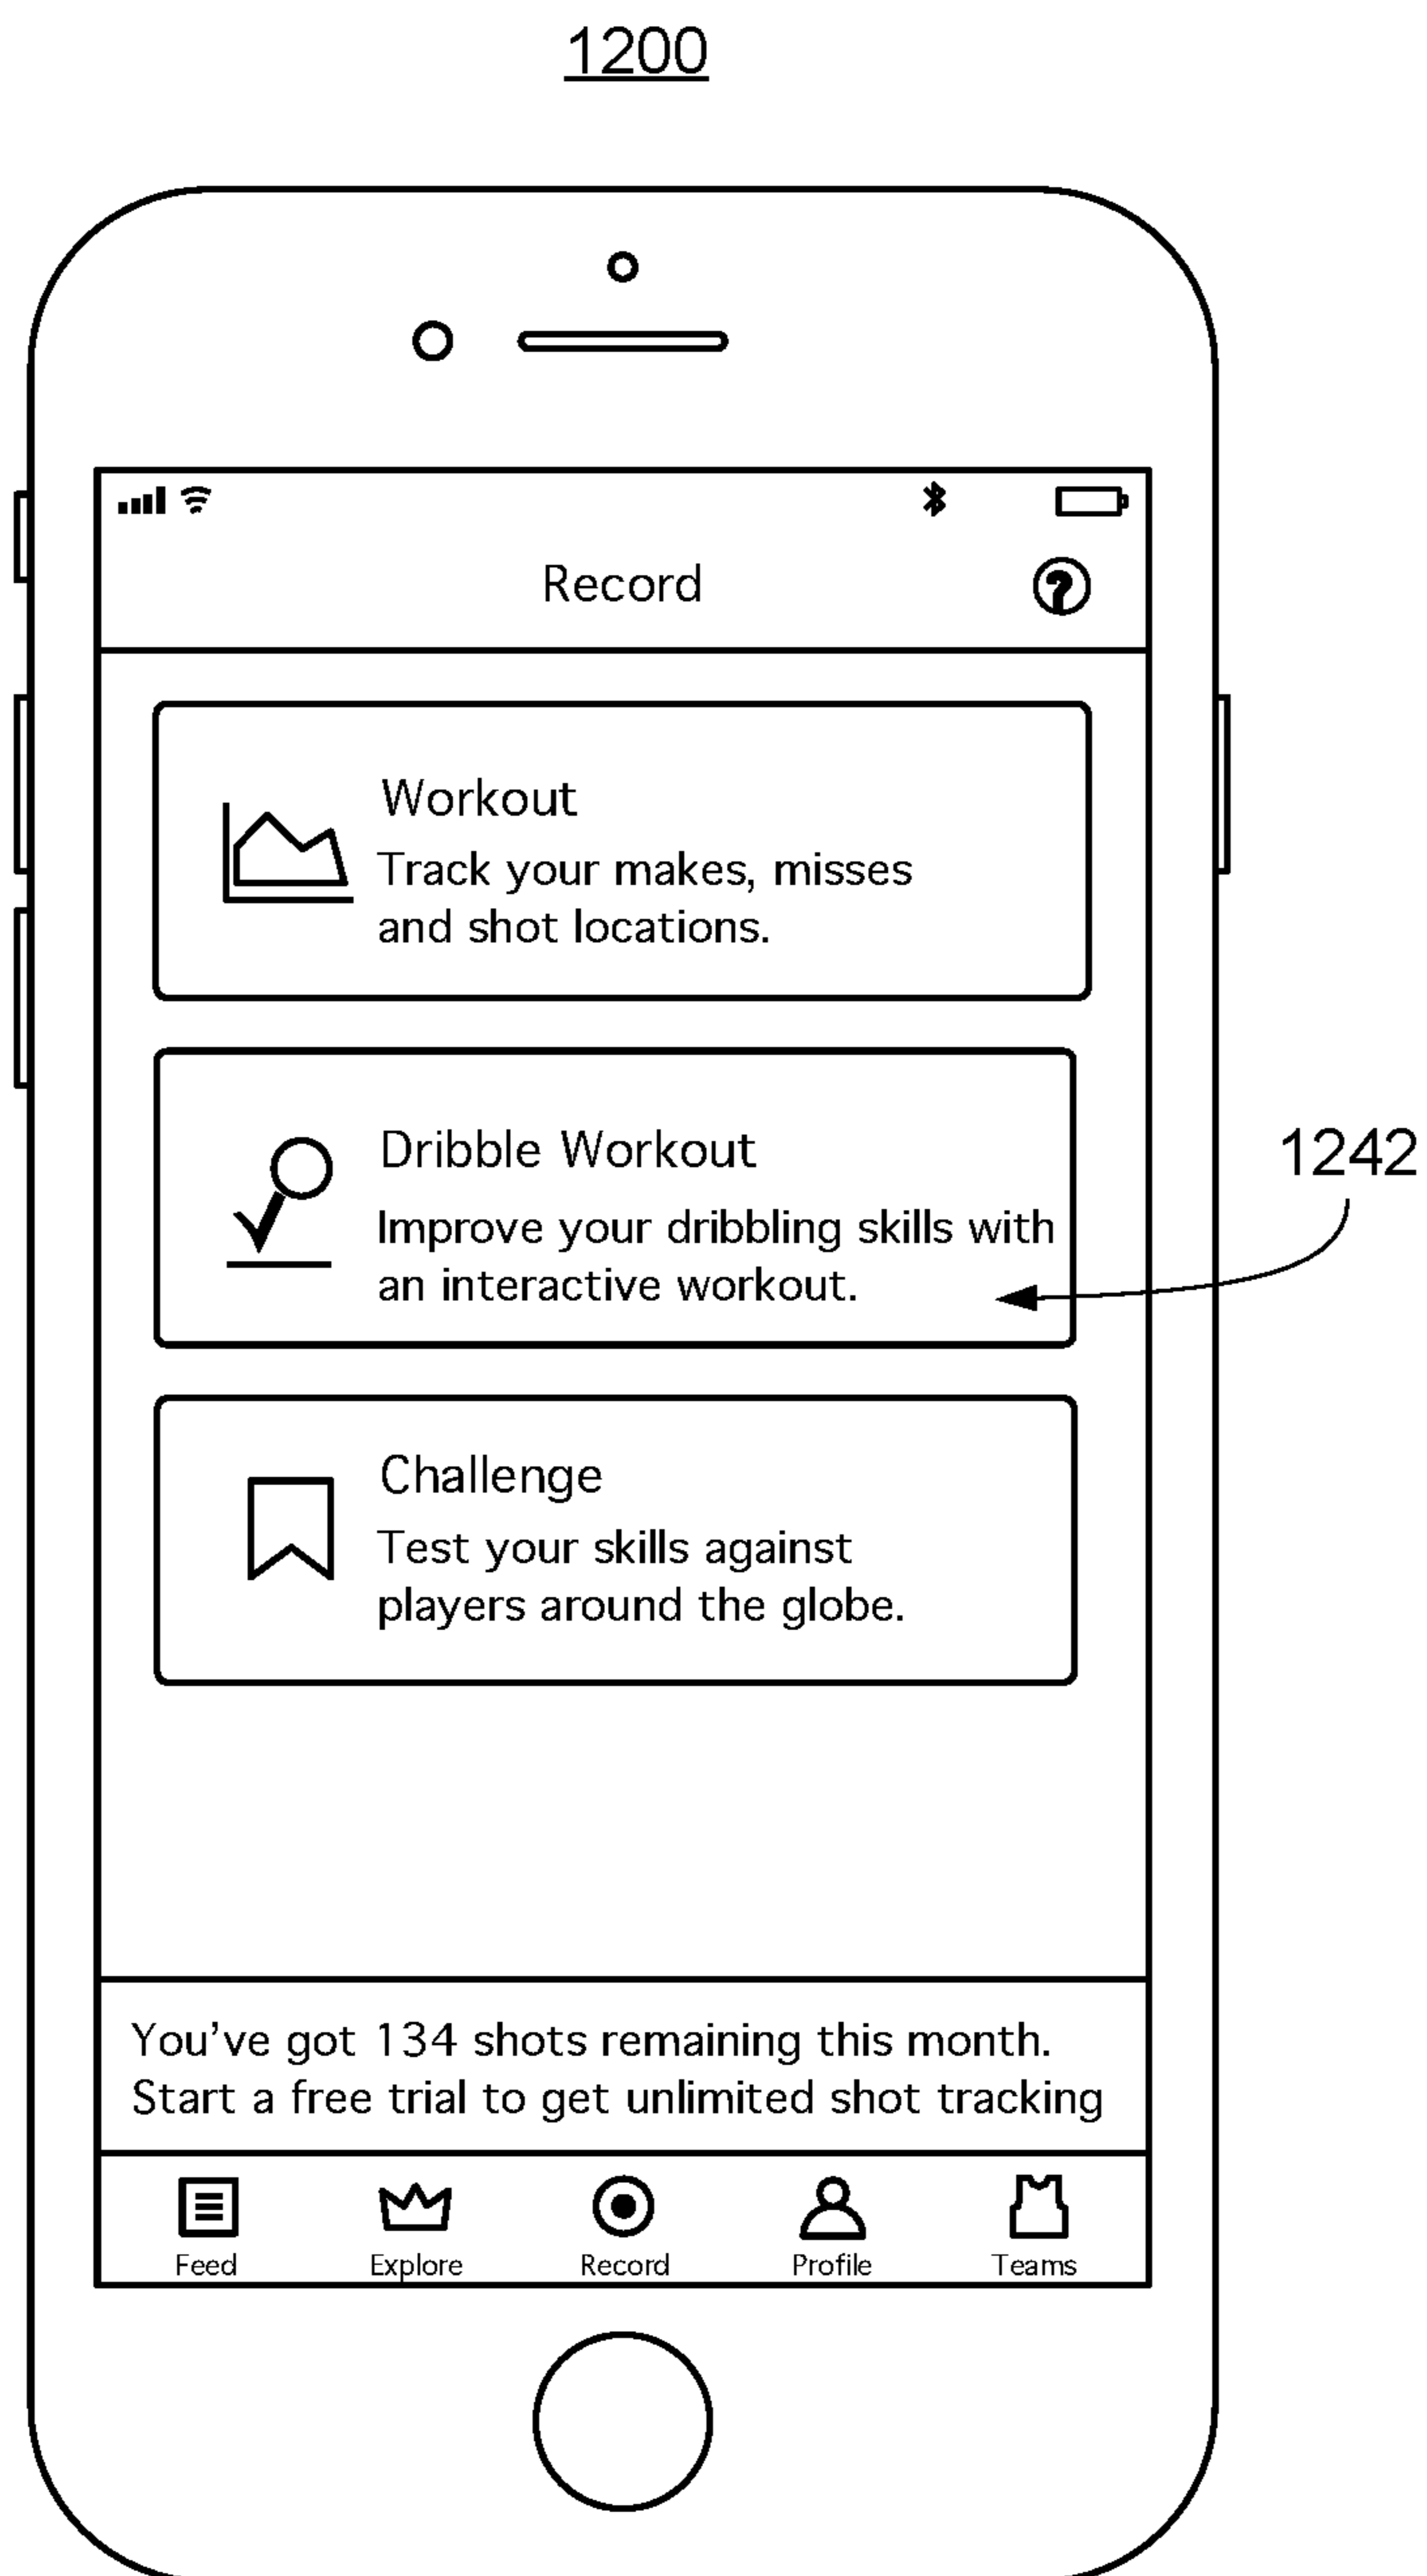 1200
Record
?
Workout
Track your makes, misses
and shot locations.
Dribble Workout
Improve your dribbling skills with
an interactive workout.
1242
Challenge
Test your skills against
players around the globe.
You've got 134 shots remaining this month.
Start a free trial to get unlimited shot tracking
Feed Explore Record Profile Teams